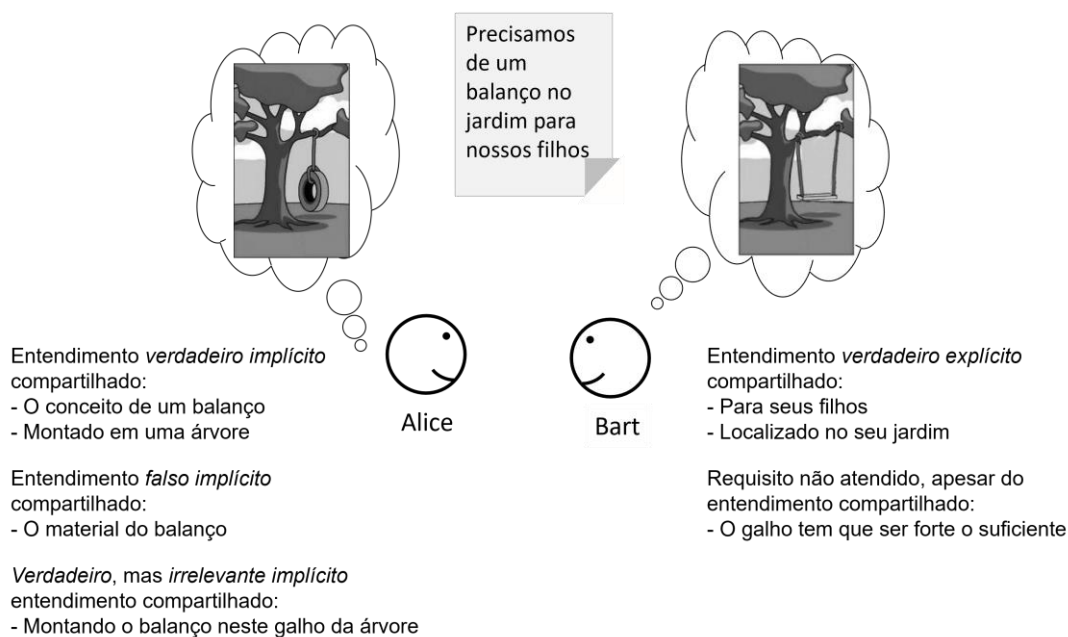 Precisamos
de um
balanço no
jardim para
nossos filhos
Alice
Bart
Entendimento verdadeiro implícito
compartilhado:
- O conceito de um balanço
- Montado em uma árvore
Entendimento falso implícito
compartilhado:
- O material do balanço
Verdadeiro, mas irrelevante implícito
entendimento compartilhado:
- Montando o balanço neste galho da árvore
Entendimento verdadeiro explícito
compartilhado:
- Para seus filhos
- Localizado no seu jardim
Requisito não atendido, apesar do
entendimento compartilhado:
- O galho tem que ser forte o suficiente